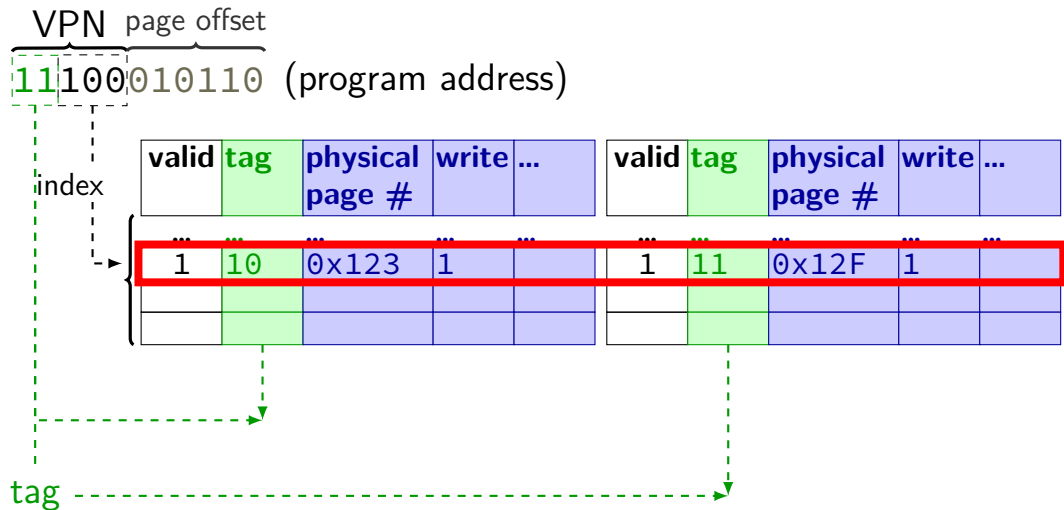 VPN page offset
11100010110 (program address)
valid tag physical page # write ... valid tag physical page # write ...
index
... ... ... ... ... ... ... ... ... ...
1 10 0x123 1 1 11 0x12F 1
tag